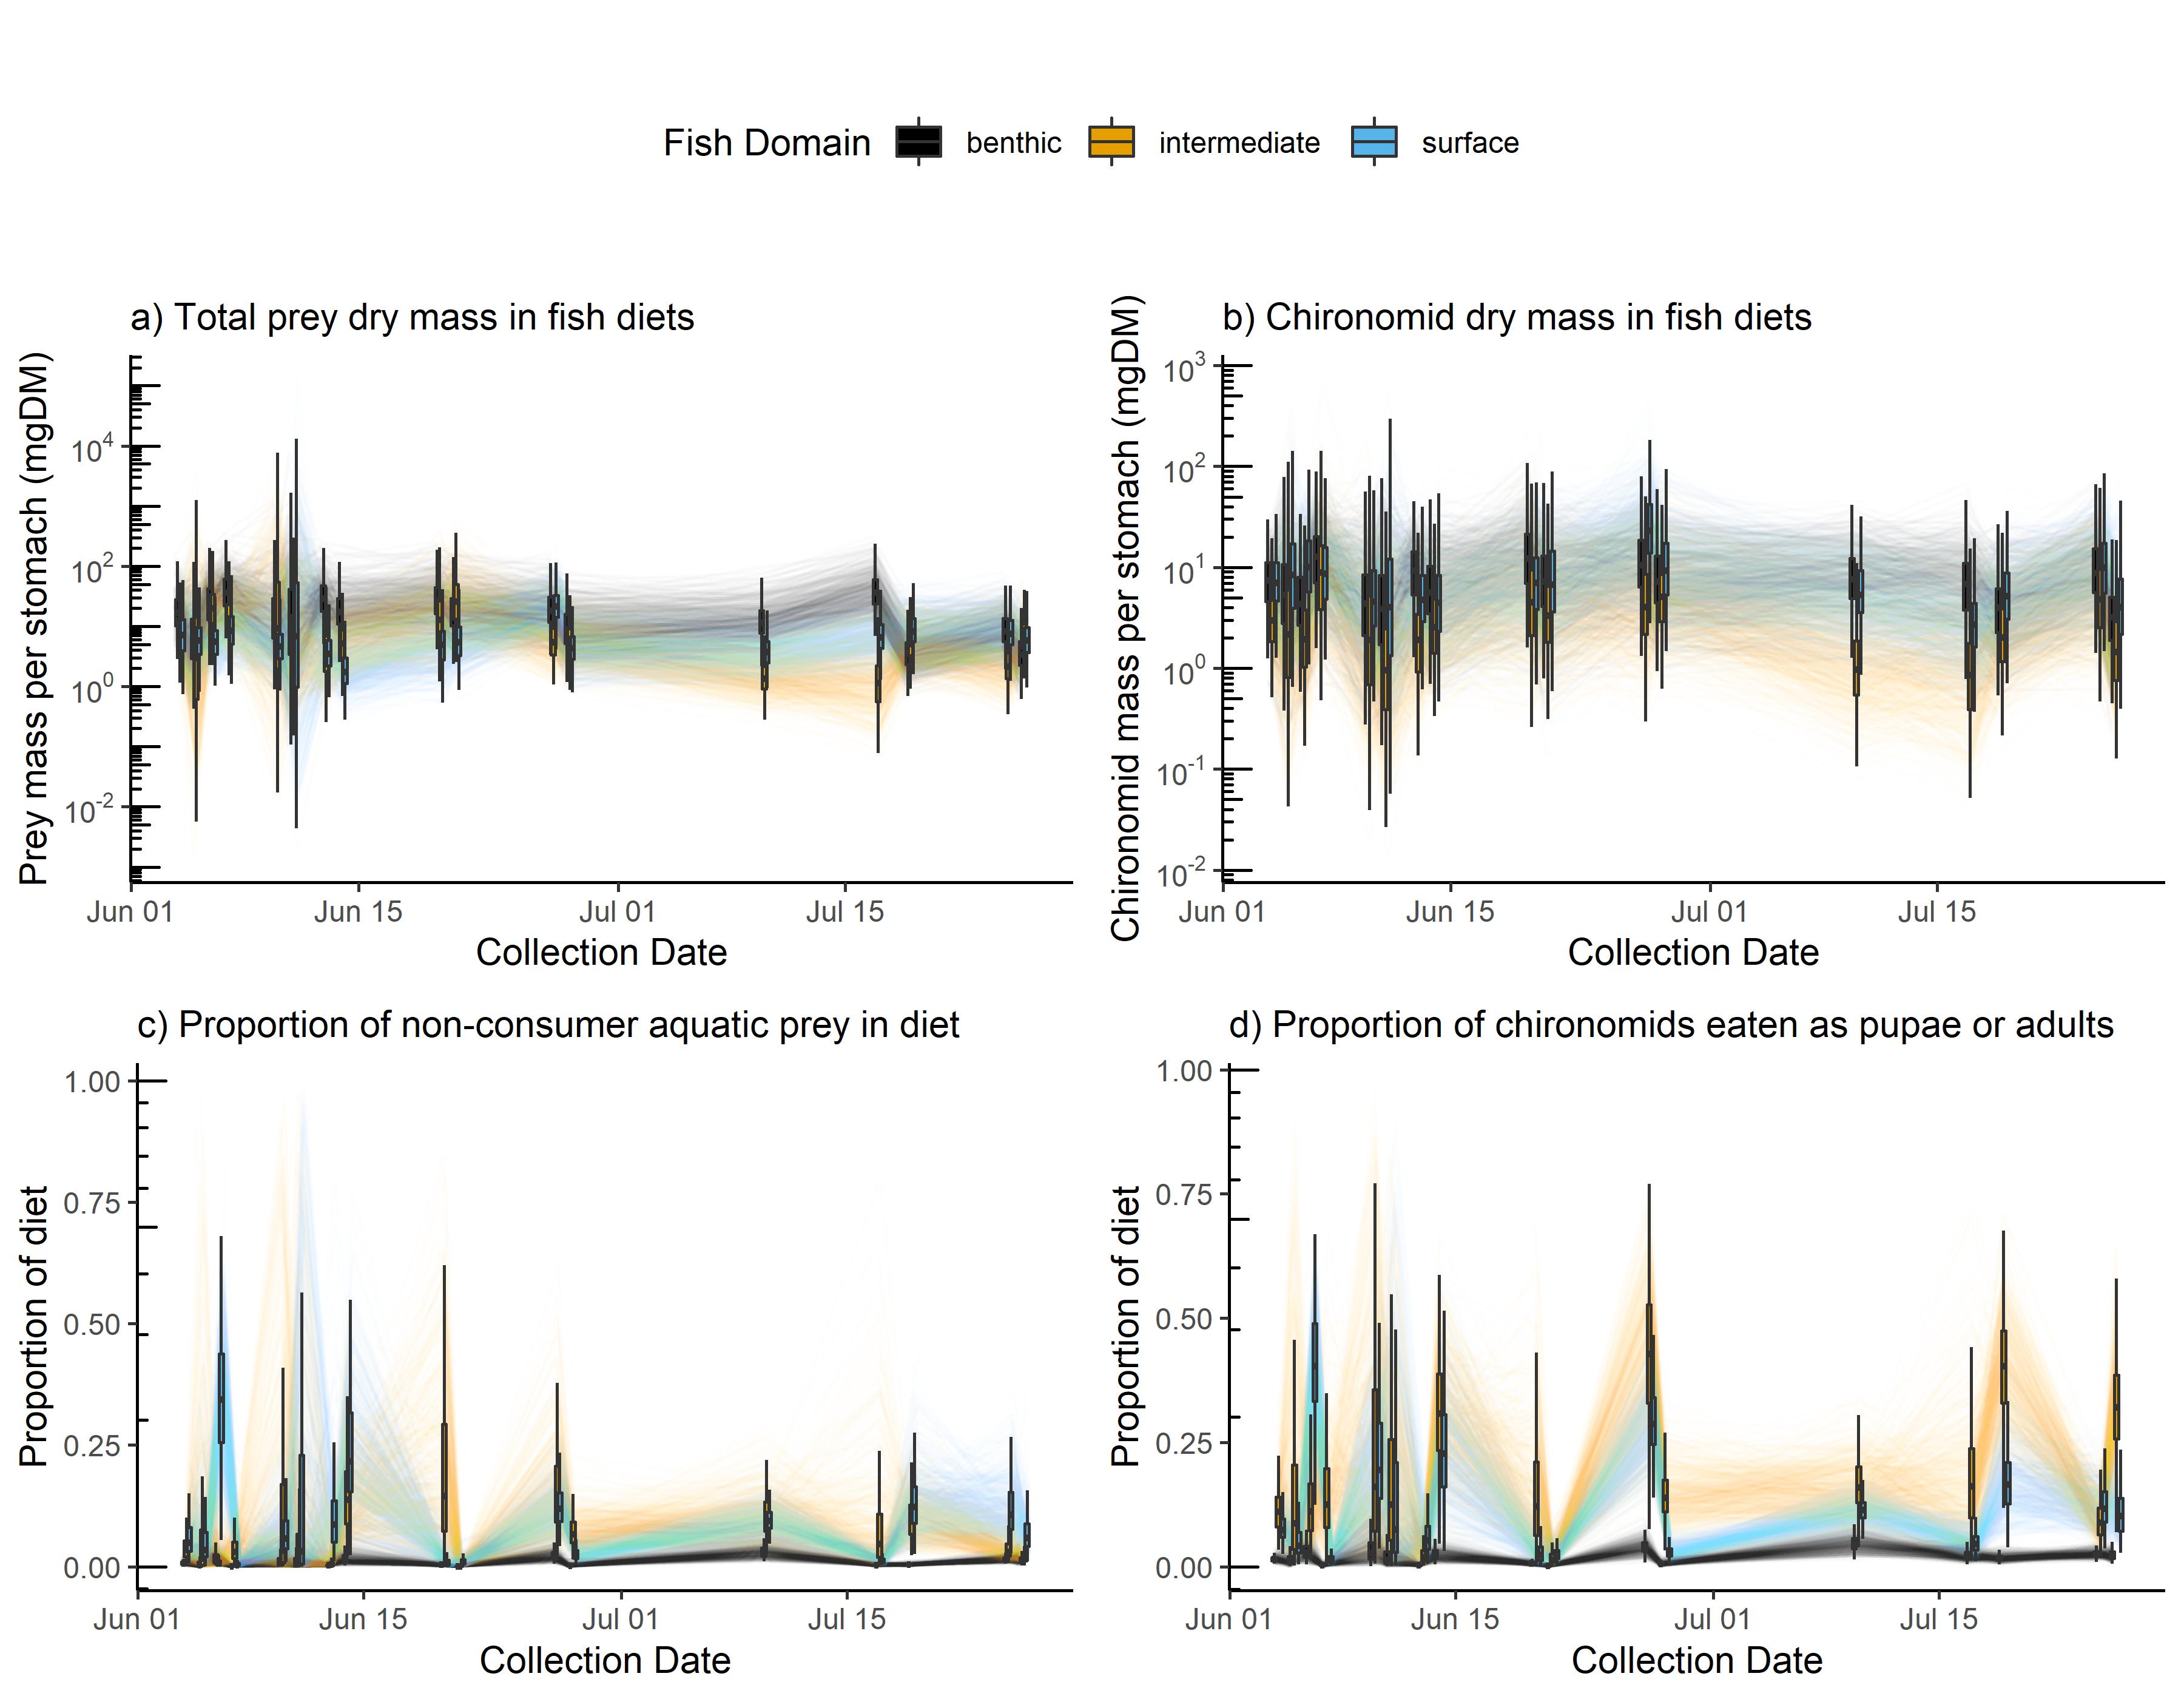 Fish Domain benthic intermediate surface
a) Total prey dry mass in fish diets
Prey mass per stomach (mgDM)
10^4
10^2
10^0
10^-2
Jun 01 Jun 15 Jul 01 Jul 15
Collection Date
b) Chironomid dry mass in fish diets
Chironomid mass per stomach (mgDM)
10^3
10^2
10^1
10^0
10^-1
10^-2
Jun 01 Jun 15 Jul 01 Jul 15
Collection Date
c) Proportion of non-consumer aquatic prey in diet
Proportion of diet
1.00
0.75
0.50
0.25
0.00
Jun 01 Jun 15 Jul 01 Jul 15
Collection Date
d) Proportion of chironomids eaten as pupae or adults
Proportion of diet
1.00
0.75
0.50
0.25
0.00
Jun 01 Jun 15 Jul 01 Jul 15
Collection Date